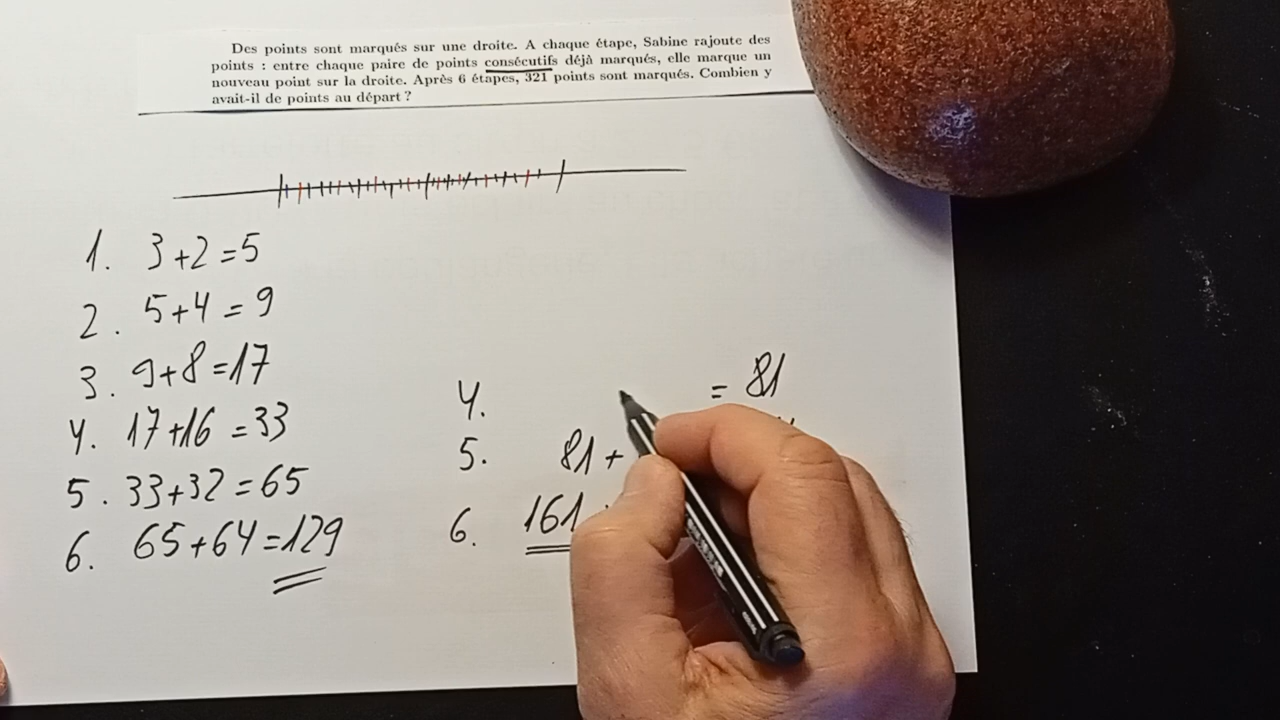 Des points sont marqués sur une droite. A chaque étape, Sabine rajoute des
points : entre chaque paire de points consécutifs déjà marqués, elle marque un
nouveau point sur la droite. Après 6 étapes, 321 points sont marqués. Combien y
avait-il de points au départ ?
1. 3+2=5
2. 5+4=9
3. 9+8=17
4. 17+16=33
5. 33+32=65
6. 65+64=129
4. = 81
5. 81+
6. 161